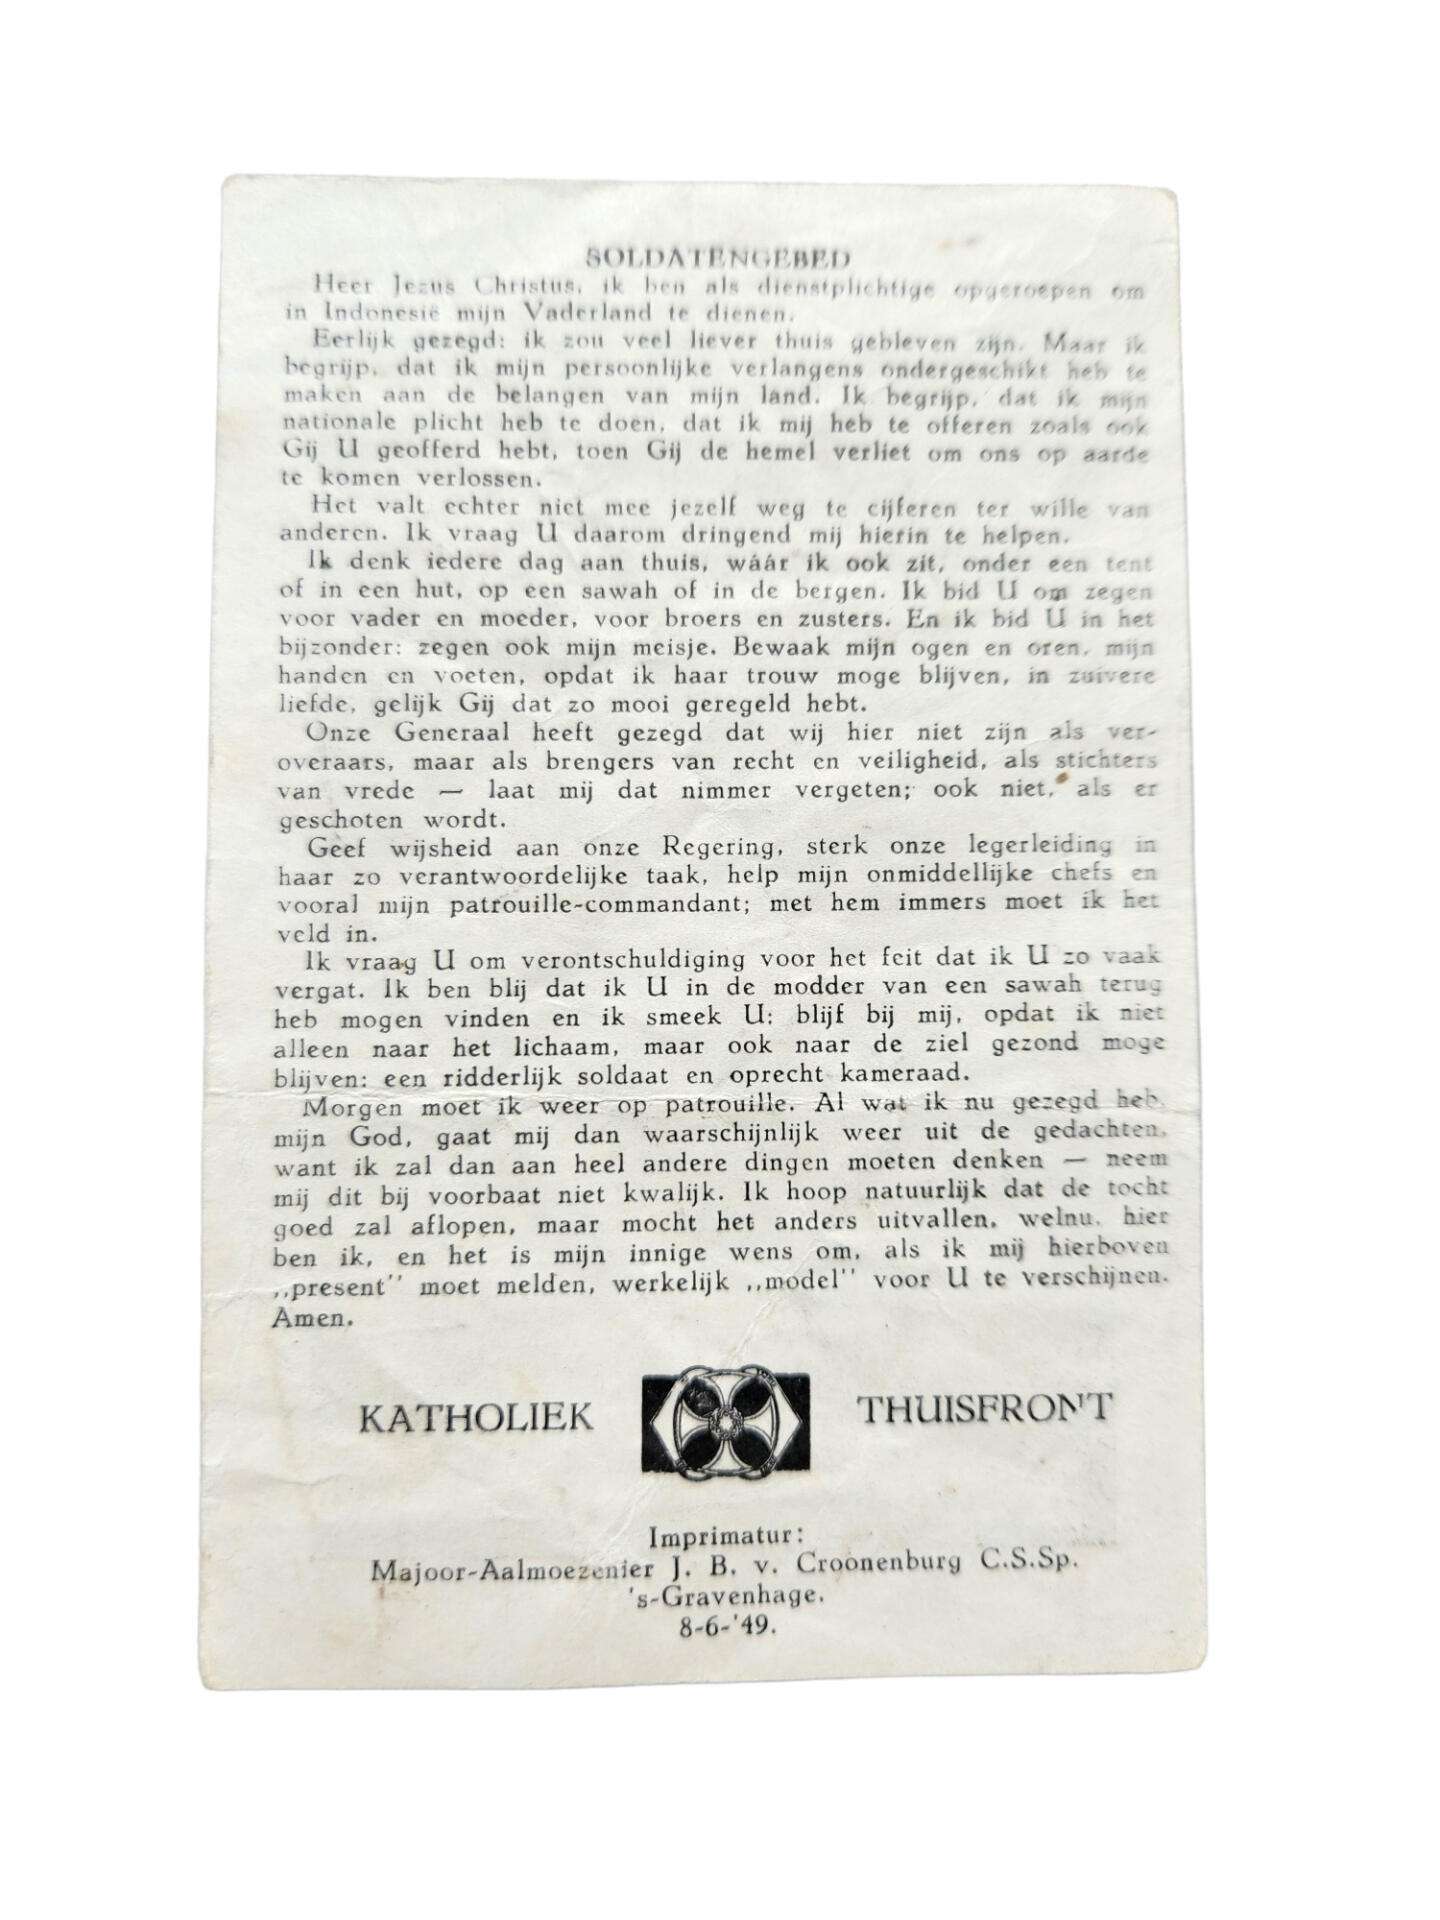 SOLDATENGEBED
Heer Jezus Christus, ik ben als dienstplichtige opgeroepen om
in Indonesië mijn Vaderland te dienen.
Eerlijk gezegd: ik zou veel liever thuis gebleven zijn. Maar ik
begrijp, dat ik mijn persoonlijke verlangens ondergeschikt heb te
maken aan de belangen van mijn land. Ik begrijp, dat ik mijn
nationale plicht heb te doen, dat ik mij heb te offeren zoals ook
Gij U geofferd hebt, toen Gij de hemel verliet om ons op aarde
te komen verlossen.
Het valt echter niet mee jezelf weg te cijferen ter wille van
anderen. Ik vraag U daarom dringend mij hierin te helpen.
Ik denk iedere dag aan thuis, wáár ik ook zit, onder een tent
of in een hut, op een sawah of in de bergen. Ik bid U om zegen
voor vader en moeder, voor broers en zusters. En ik bid U in het
bijzonder: zegen ook mijn meisje. Bewaak mijn ogen en oren, mijn
handen en voeten, opdat ik haar trouw moge blijven, in zuivere
liefde, gelijk Gij dat zo mooi geregeld hebt.
Onze Generaal heeft gezegd dat wij hier niet zijn als ver-
overaars, maar als brengers van recht en veiligheid, als stichters
van vrede — laat mij dat nimmer vergeten; ook niet, als er
geschoten wordt.
Geef wijsheid aan onze Regering, sterk onze legerleiding in
haar zo verantwoordelijke taak, help mijn onmiddellijke chefs en
vooral mijn patrouille-commandant; met hem immers moet ik het
veld in.
Ik vraag U om verontschuldiging voor het feit dat ik U zo vaak
vergat. Ik ben blij dat ik U in de modder van een sawah terug
heb mogen vinden en ik smeek U: blijf bij mij, opdat ik niet
alleen naar het lichaam, maar ook naar de ziel gezond moge
blijven: een ridderlijk soldaat en oprecht kameraad.
Morgen moet ik weer op patrouille. Al wat ik nu gezegd heb,
mijn God, gaat mij dan waarschijnlijk weer uit de gedachten,
want ik zal dan aan heel andere dingen moeten denken — neem
mij dit bij voorbaat niet kwalijk. Ik hoop natuurlijk dat de tocht
goed zal aflopen, maar mocht het anders uitvallen, welnu, hier
ben ik, en het is mijn innige wens om, als ik mij hierboven
,,present'' moet melden, werkelijk ,,model'' voor U te verschijnen.
Amen.
KATHOLIEK THUISFRONT
Imprimatur:
Majoor-Aalmoezenier J. B. v. Croonenburg C.S.Sp.
's-Gravenhage.
8-6-'49.